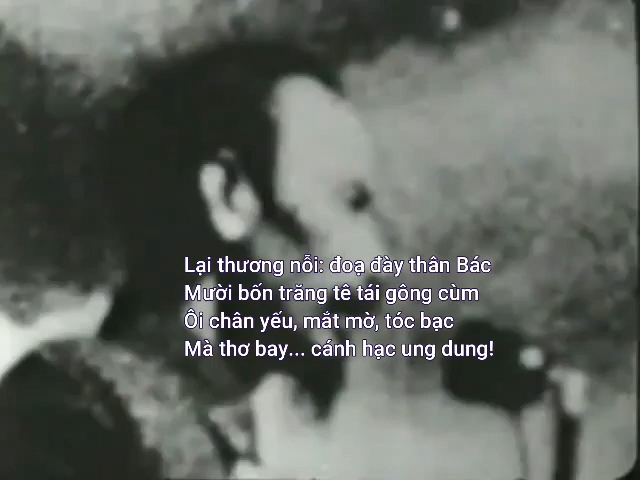 Lại thương nỗi: đoạ đày thân Bác
Mười bốn trăng tê tái gông cùm
Ôi chân yếu, mắt mờ, tóc bạc
Mà thơ bay... cánh hạc ung dung!